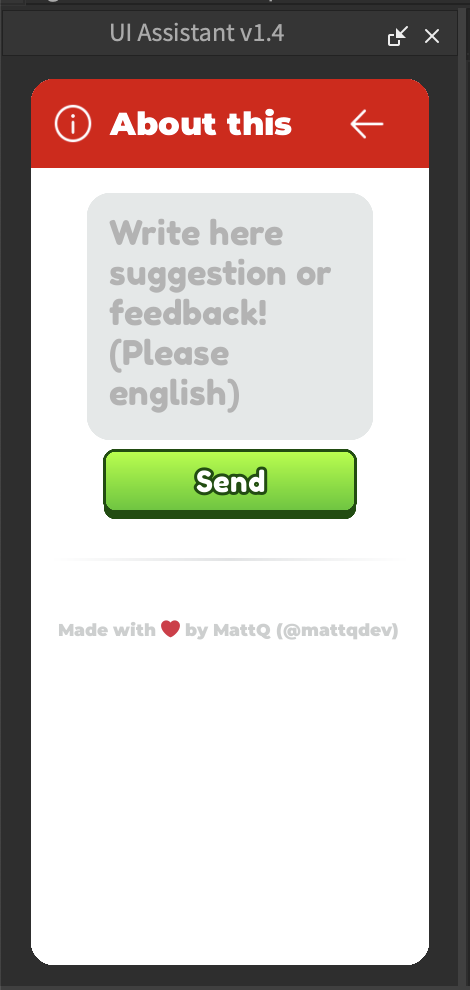 UI Assistant v1.4
About this
Write here
suggestion or
feedback!
(Please
english)
Send
Made with ❤ by MattQ (@mattqdev)